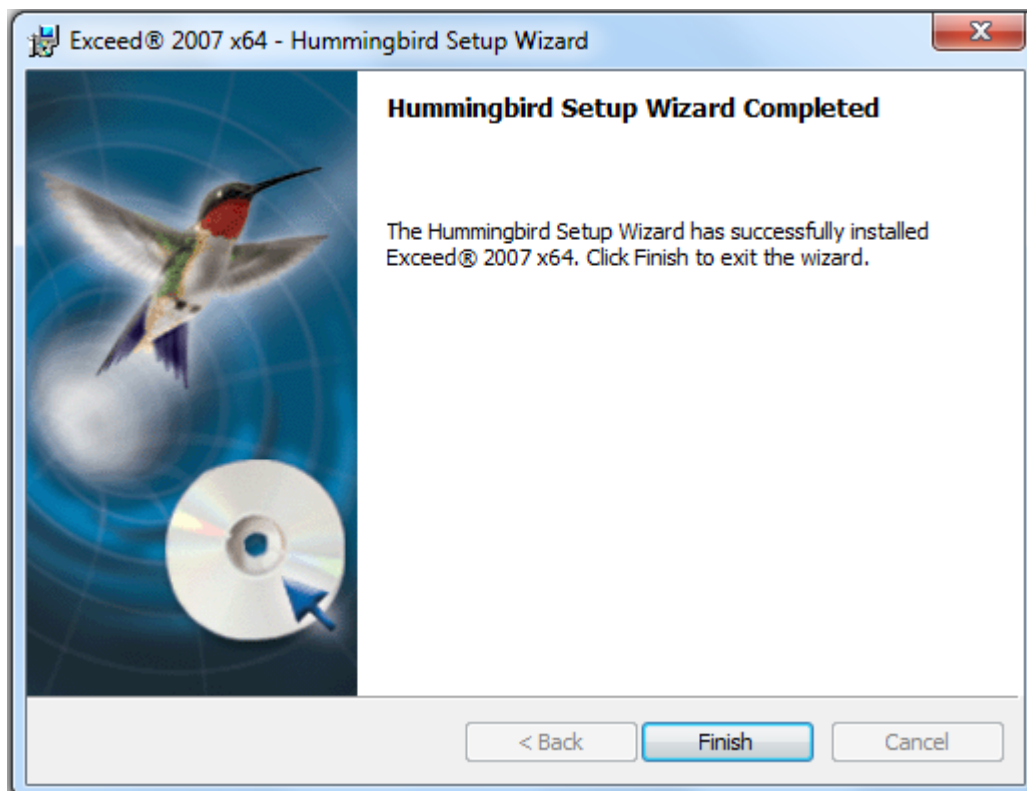 Exceed® 2007 x64 - Hummingbird Setup Wizard
X
Hummingbird Setup Wizard Completed
The Hummingbird Setup Wizard has successfully installed
Exceed® 2007 x64. Click Finish to exit the wizard.
< Back Finish Cancel